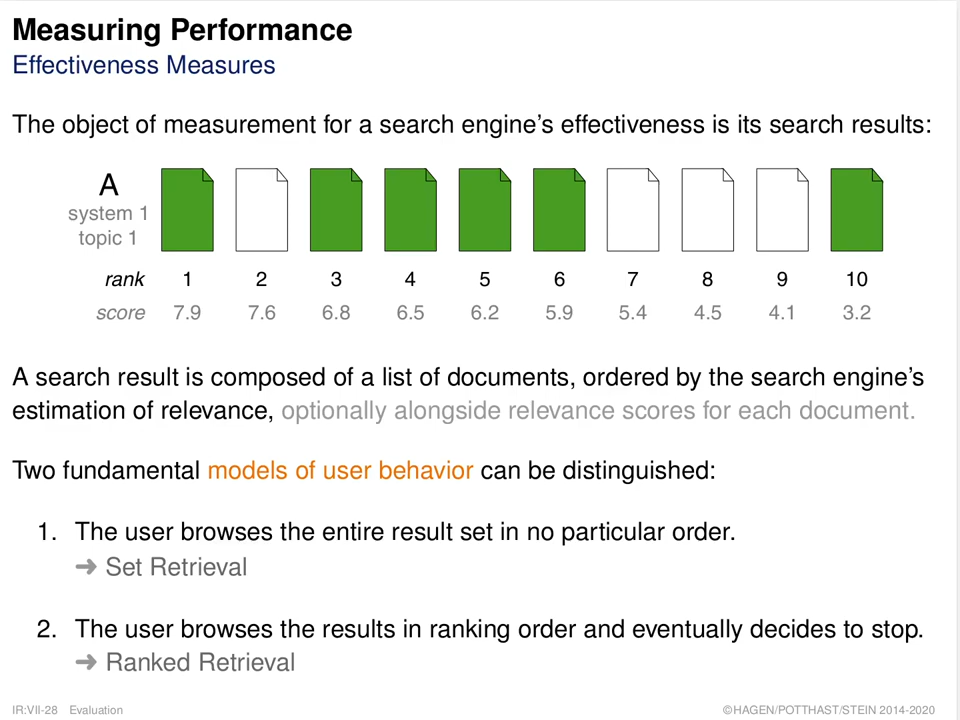 Measuring Performance
Effectiveness Measures
The object of measurement for a search engine's effectiveness is its search results:
A
system 1
topic 1
rank 1 2 3 4 5 6 7 8 9 10
score 7.9 7.6 6.8 6.5 6.2 5.9 5.4 4.5 4.1 3.2
A search result is composed of a list of documents, ordered by the search engine's
estimation of relevance, optionally alongside relevance scores for each document.
Two fundamental models of user behavior can be distinguished:
1. The user browses the entire result set in no particular order.
➜ Set Retrieval
2. The user browses the results in ranking order and eventually decides to stop.
➜ Ranked Retrieval
IR:VII-28 Evaluation ©HAGEN/POTTHAST/STEIN 2014-2020